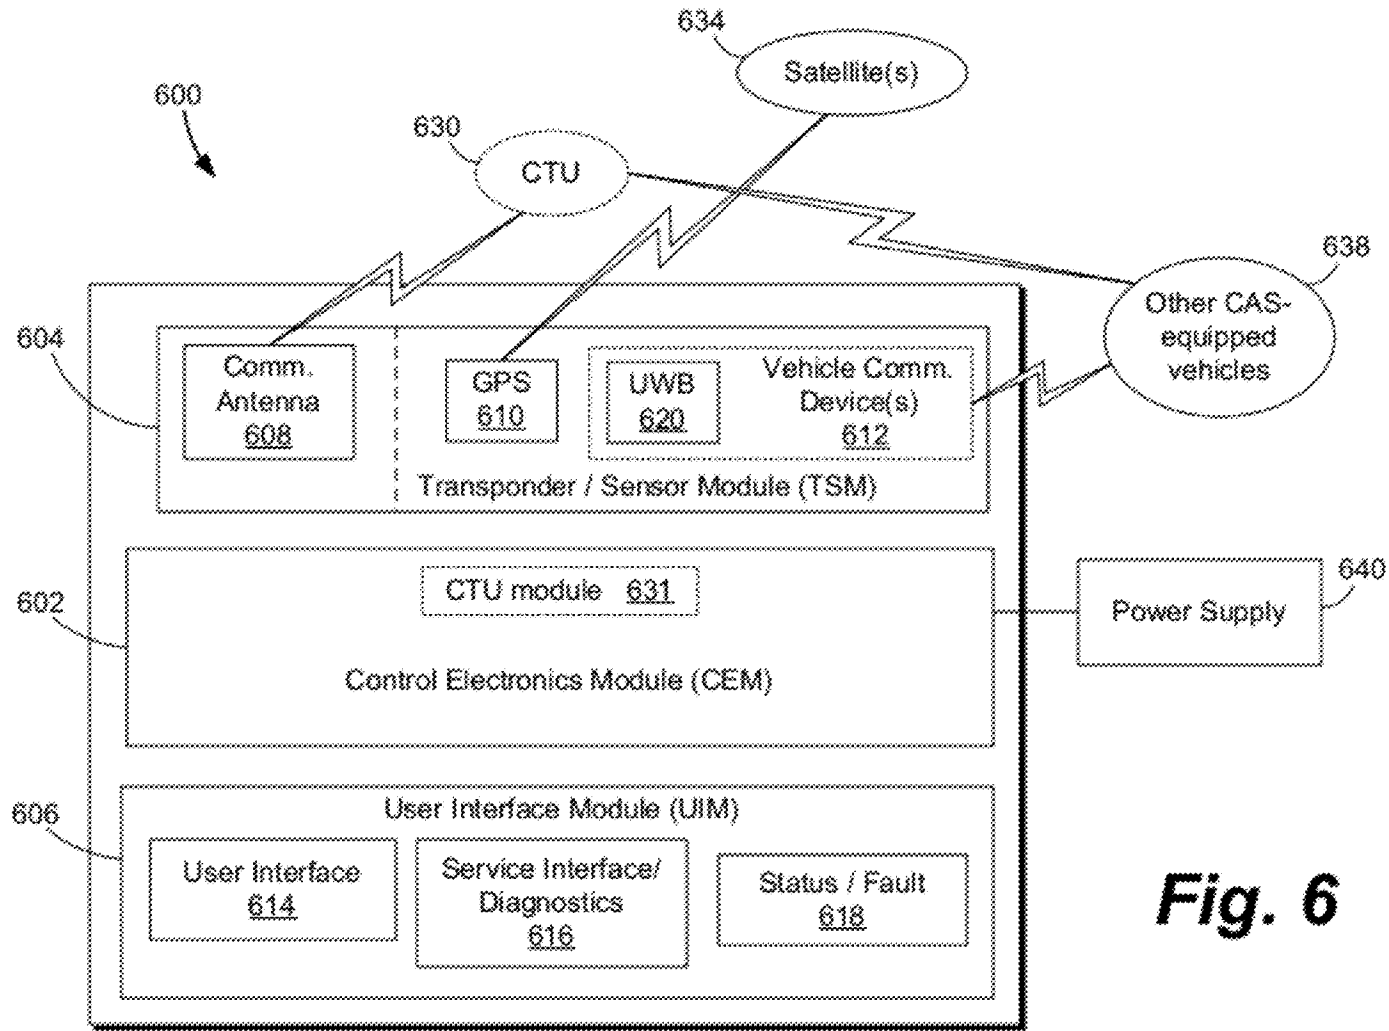 634
Satellite(s)
600
630
CTU
638
Other CAS-
equipped
vehicles
604
Comm.
Antenna
608
GPS
610
UWB
620
Vehicle Comm.
Device(s)
612
Transponder / Sensor Module (TSM)
602
CTU module 631
Control Electronics Module (CEM)
640
Power Supply
606
User Interface Module (UIM)
User Interface
614
Service Interface/
Diagnostics
616
Status / Fault
618
Fig. 6